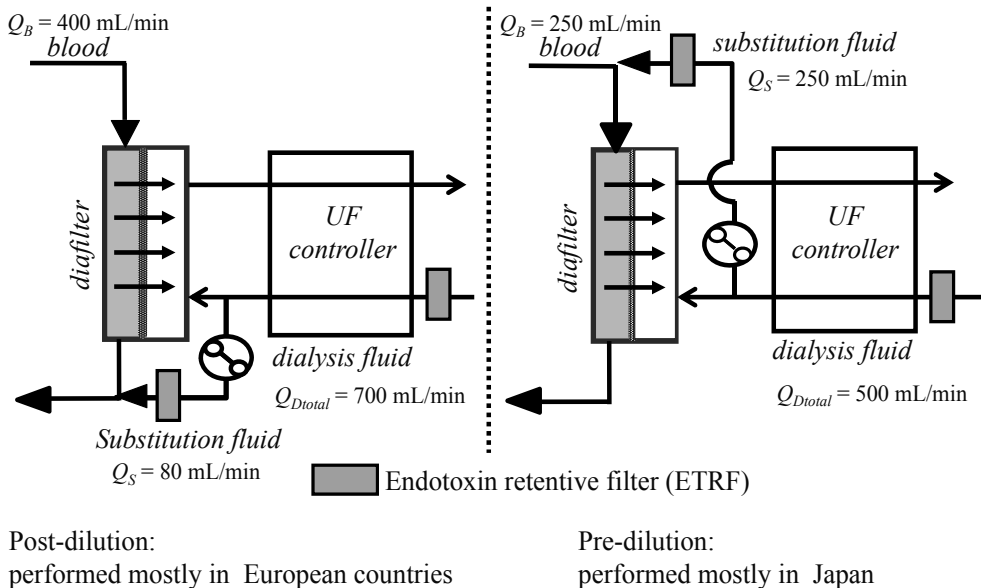 Q_B = 400 mL/min
blood
diafilter
UF
controller
dialysis fluid
Q_Dtotal = 700 mL/min
Substitution fluid
Q_S = 80 mL/min
Q_B = 250 mL/min
blood
substitution fluid
Q_S = 250 mL/min
diafilter
UF
controller
dialysis fluid
Q_Dtotal = 500 mL/min
Endotoxin retentive filter (ETRF)
Post-dilution:
performed mostly in European countries
Pre-dilution:
performed mostly in Japan